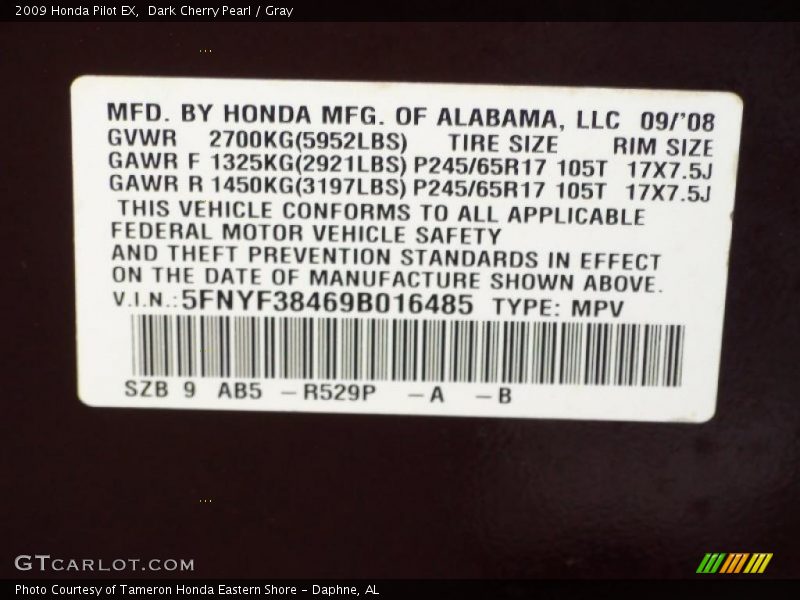 2009 Honda Pilot EX,  Dark Cherry Pearl / Gray
MFD. BY HONDA MFG. OF ALABAMA, LLC 09/'08
GVWR 2700KG(5952LBS) TIRE SIZE RIM SIZE
GAWR F 1325KG(2921LBS) P245/65R17 105T 17X7.5J
GAWR R 1450KG(3197LBS) P245/65R17 105T 17X7.5J
THIS VEHICLE CONFORMS TO ALL APPLICABLE
FEDERAL MOTOR VEHICLE SAFETY
AND THEFT PREVENTION STANDARDS IN EFFECT
ON THE DATE OF MANUFACTURE SHOWN ABOVE.
V.I.N.:5FNYF38469B016485 TYPE: MPV
SZB 9 AB5 – R529P – A – B
GTCARLOT.COM
Photo Courtesy of Tameron Honda Eastern Shore – Daphne, AL